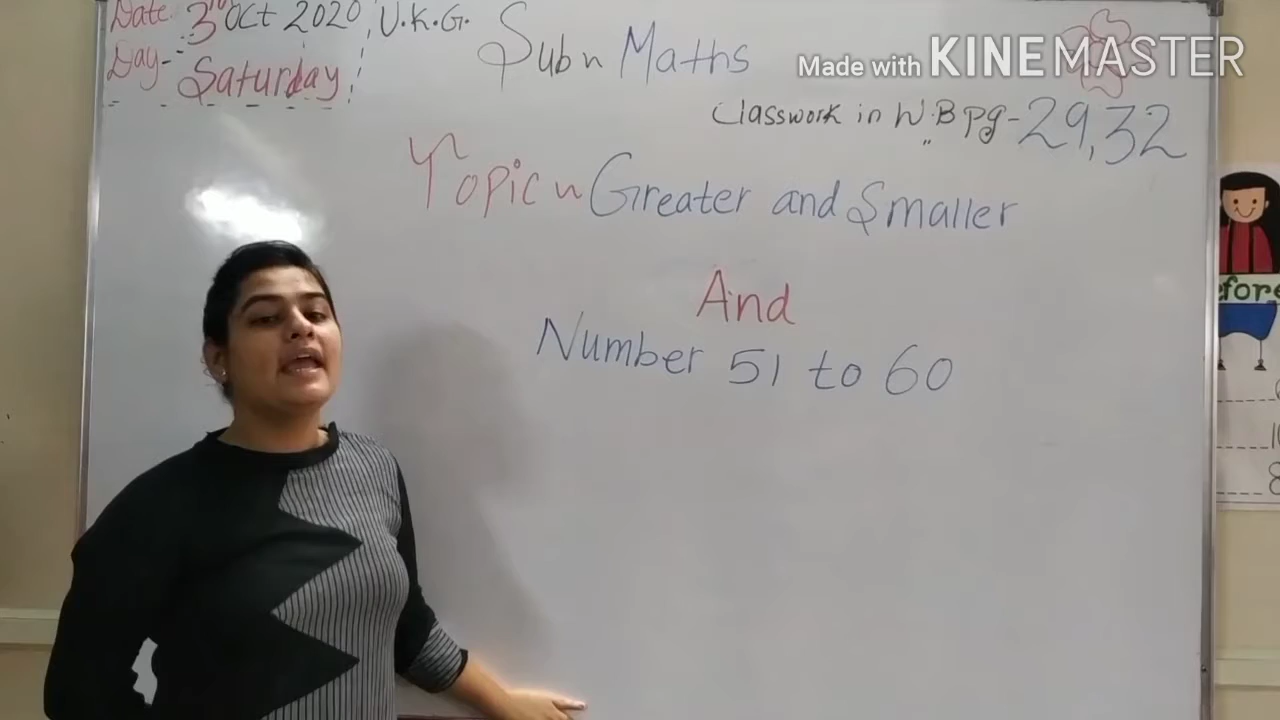 Date 3rd Oct 2020, U.K.G.
Day- Saturday
Sub ~ Maths
Made with KINEMASTER
Classwork in W.B pg - 29,32
Topic ~ Greater and Smaller
And
Number 51 to 60
efore